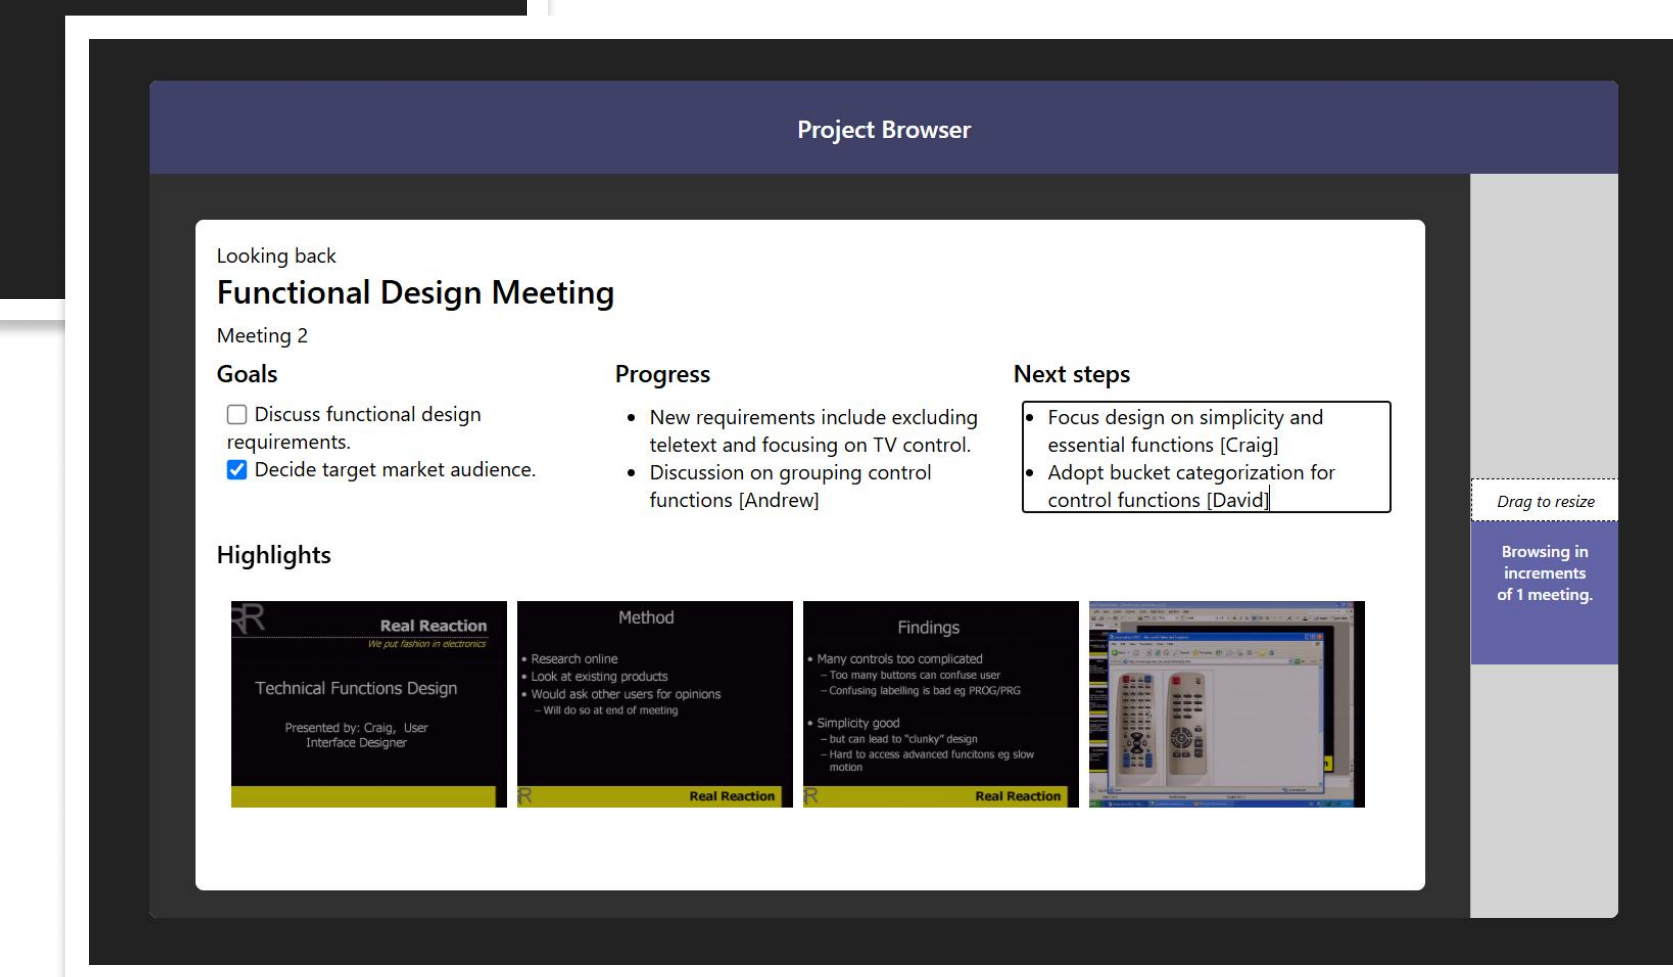 Project Browser
Looking back
Functional Design Meeting
Meeting 2
Goals
Discuss functional design
requirements.
Decide target market audience.
Progress
• New requirements include excluding
teletext and focusing on TV control.
• Discussion on grouping control
functions [Andrew]
Next steps
• Focus design on simplicity and
essential functions [Craig]
• Adopt bucket categorization for
control functions [David]
Highlights
RR
Real Reaction
We put fashion in electronics
Technical Functions Design
Presented by: Craig, User
Interface Designer
Method
• Research online
• Look at existing products
• Would ask other users for opinions
– Will do so at end of meeting
R
Real Reaction
Findings
• Many controls too complicated
– Too many buttons can confuse user
– Confusing labelling is bad eg PROG/PRG
• Simplicity good
– but can lead to "clunky" design
– Hard to access advanced funcitons eg slow
motion
R
Real Reaction
Drag to resize
Browsing in
increments
of 1 meeting.